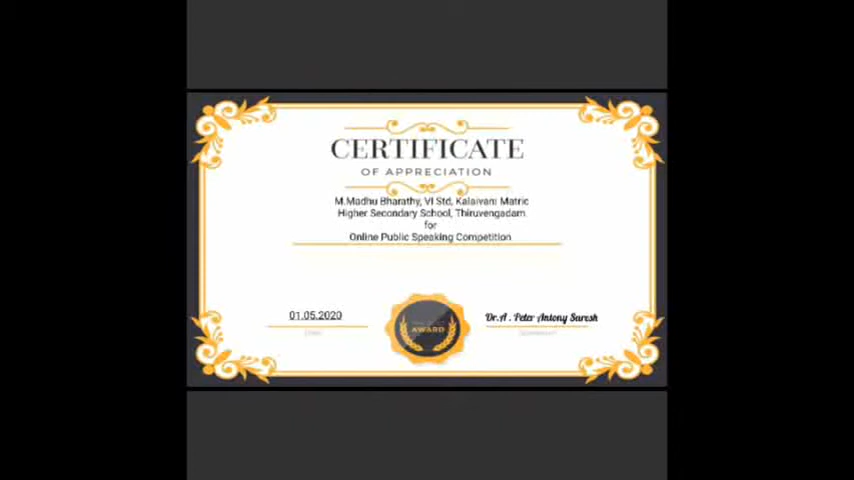 CERTIFICATE
OF APPRECIATION
M.Madhu Bharathy, VI Std, Kalaivani Matric
Higher Secondary School, Thiruvengadam.
for
Online Public Speaking Competition
01.05.2020
Dr.A . Peter Antony Suresh
AWARD